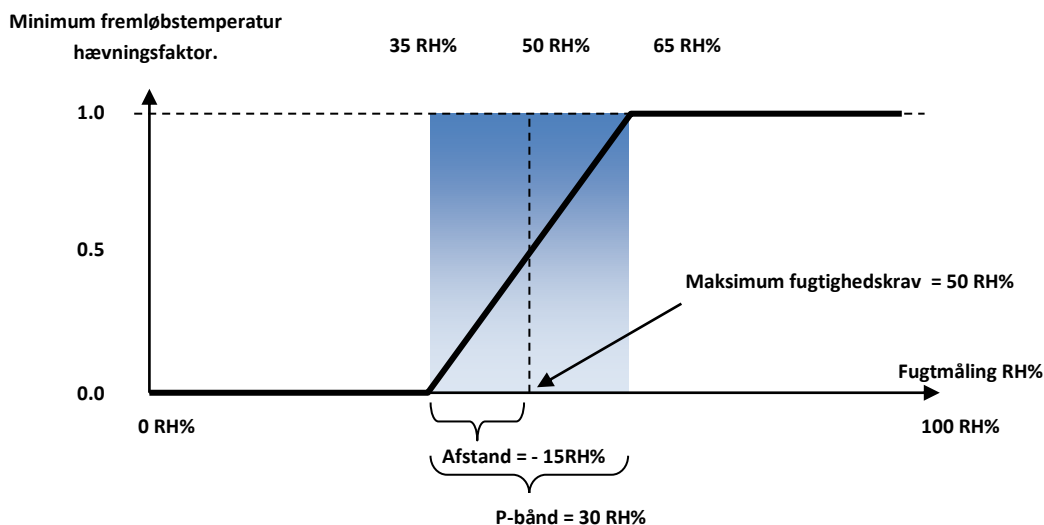 Minimum fremløbstemperatur
hævningsfaktor.
35 RH%
50 RH%
65 RH%
1.0
0.5
Maksimum fugtighedskrav = 50 RH%
0.0
Fugtmåling RH%
0 RH%
100 RH%
Afstand = - 15RH%
P-bånd = 30 RH%